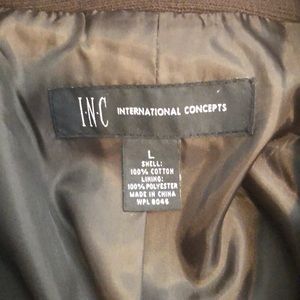 I·N·C INTERNATIONAL CONCEPTS
L
SHELL:
100% COTTON
LINING:
100% POLYESTER
MADE IN CHINA
WPL 8046